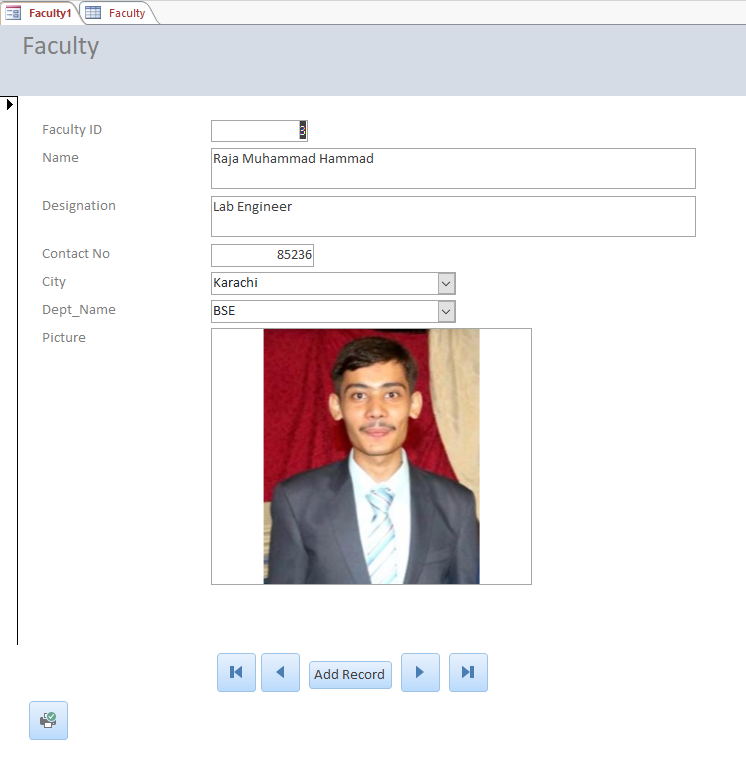 Faculty1 Faculty
Faculty
Faculty ID 3
Name Raja Muhammad Hammad
Designation Lab Engineer
Contact No 85236
City Karachi
Dept_Name BSE
Picture
Add Record